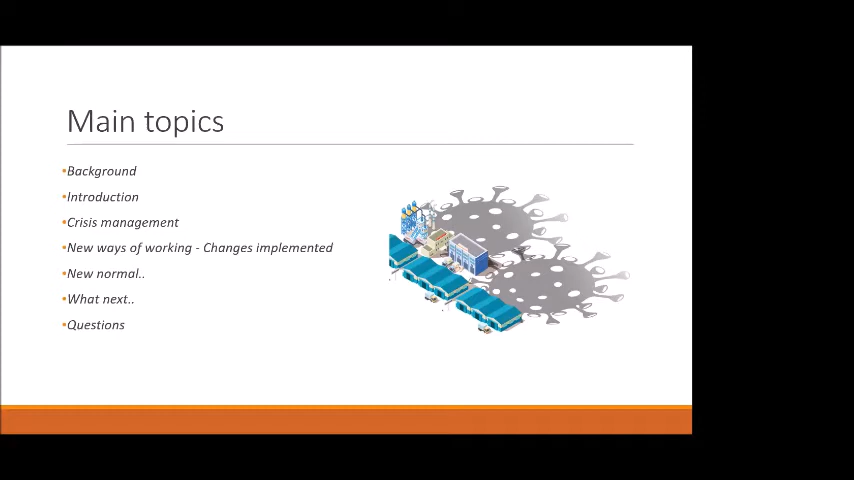 Main topics
•Background
•Introduction
•Crisis management
•New ways of working - Changes implemented
•New normal..
•What next..
•Questions